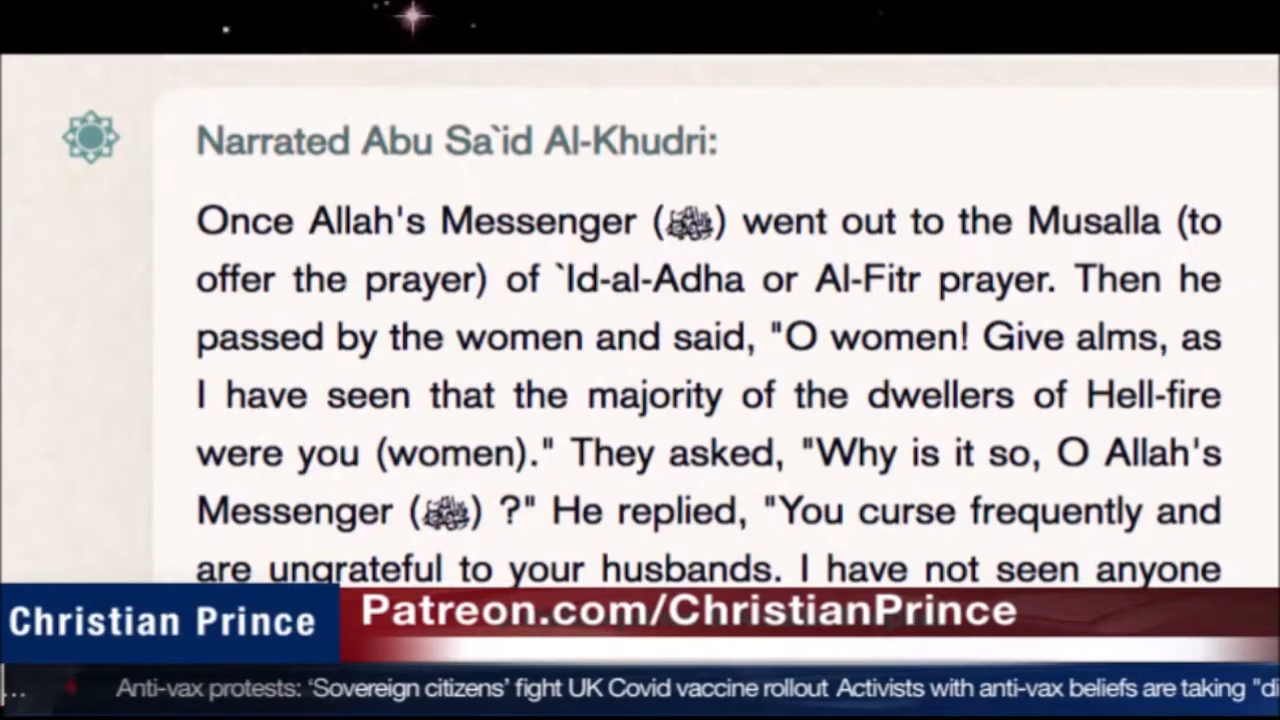 Narrated Abu Sa`id Al-Khudri:
Once Allah's Messenger (ﷺ) went out to the Musalla (to
offer the prayer) of `Id-al-Adha or Al-Fitr prayer. Then he
passed by the women and said, "O women! Give alms, as
I have seen that the majority of the dwellers of Hell-fire
were you (women)." They asked, "Why is it so, O Allah's
Messenger (ﷺ) ?" He replied, "You curse frequently and
are ungrateful to your husbands. I have not seen anyone
Christian Prince
Patreon.com/ChristianPrince
... Anti-vax protests: ‘Sovereign citizens’ fight UK Covid vaccine rollout Activists with anti-vax beliefs are taking "di